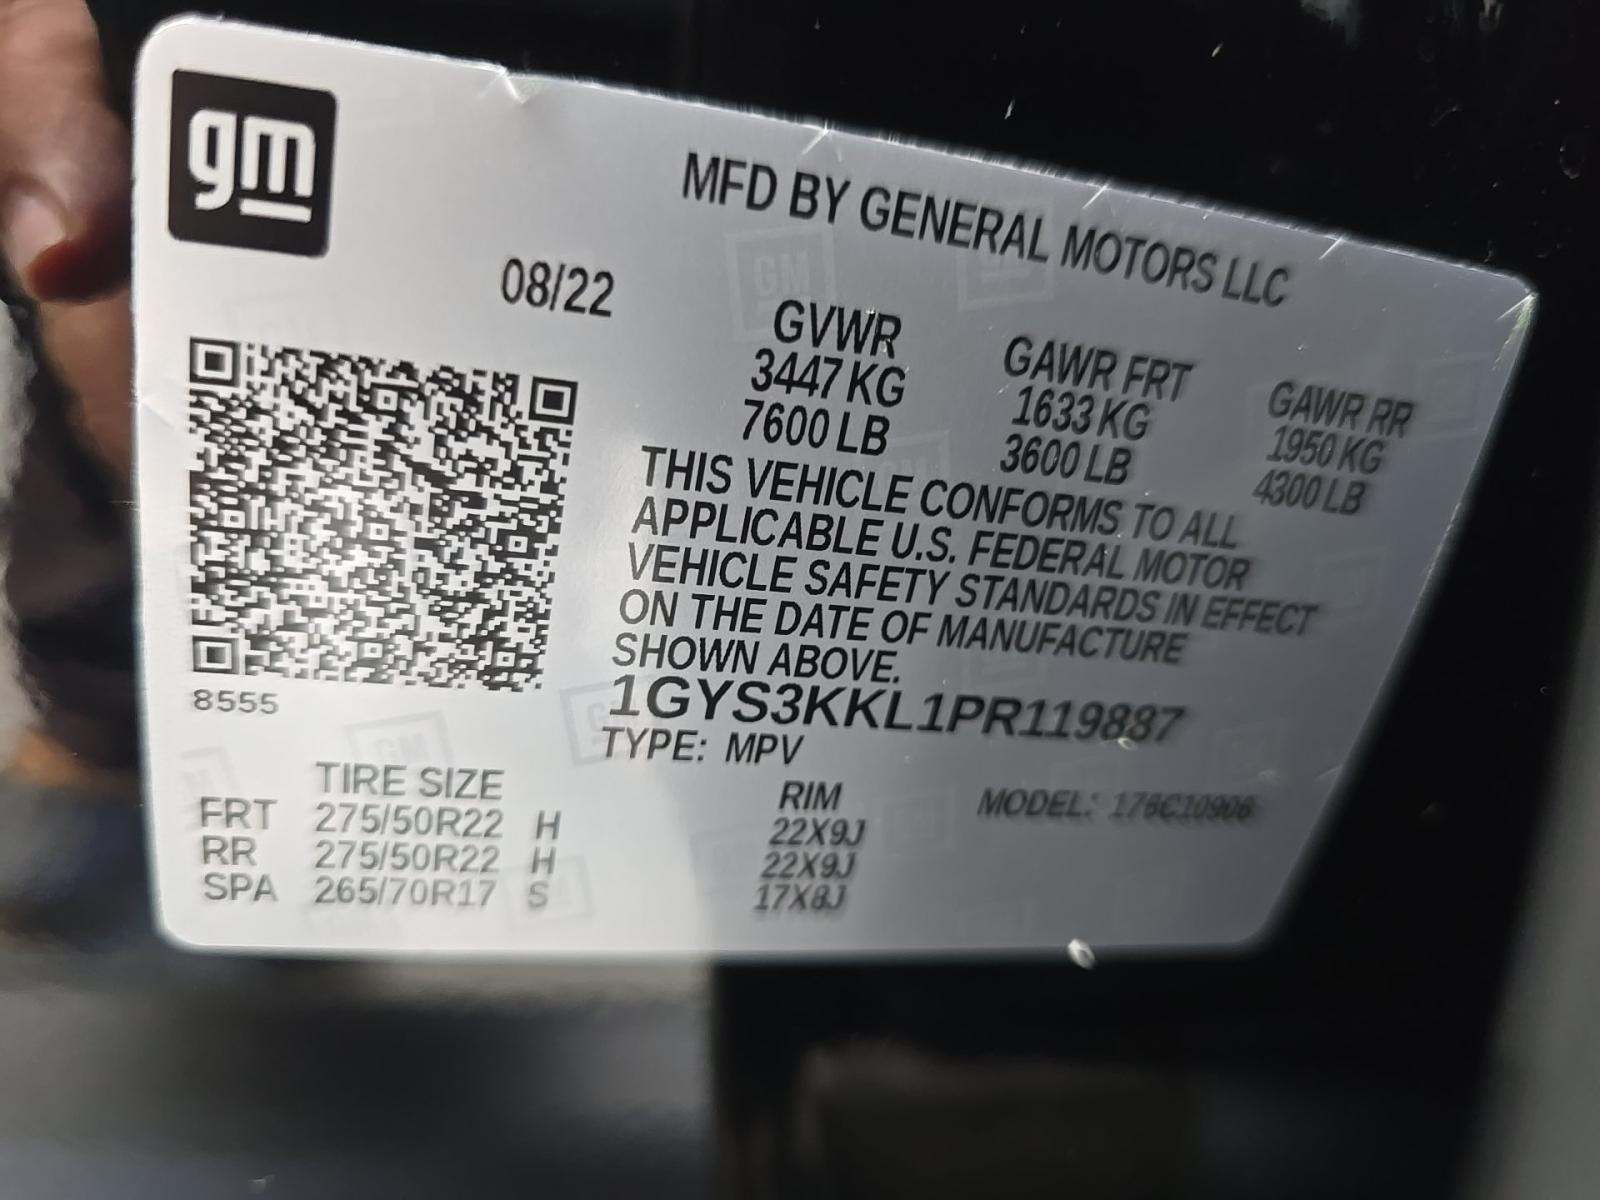 gm
MFD BY GENERAL MOTORS LLC
08/22
GVWR GAWR FRT GAWR RR
3447 KG 1633 KG 1950 KG
7600 LB 3600 LB 4300 LB
THIS VEHICLE CONFORMS TO ALL
APPLICABLE U.S. FEDERAL MOTOR
VEHICLE SAFETY STANDARDS IN EFFECT
ON THE DATE OF MANUFACTURE
SHOWN ABOVE.
1GYS3KKL1PR119887
8555
TYPE: MPV
TIRE SIZE RIM MODEL:
FRT 275/50R22 H 22X9J
RR 275/50R22 H 22X9J
SPA 265/70R17 S 17X8J